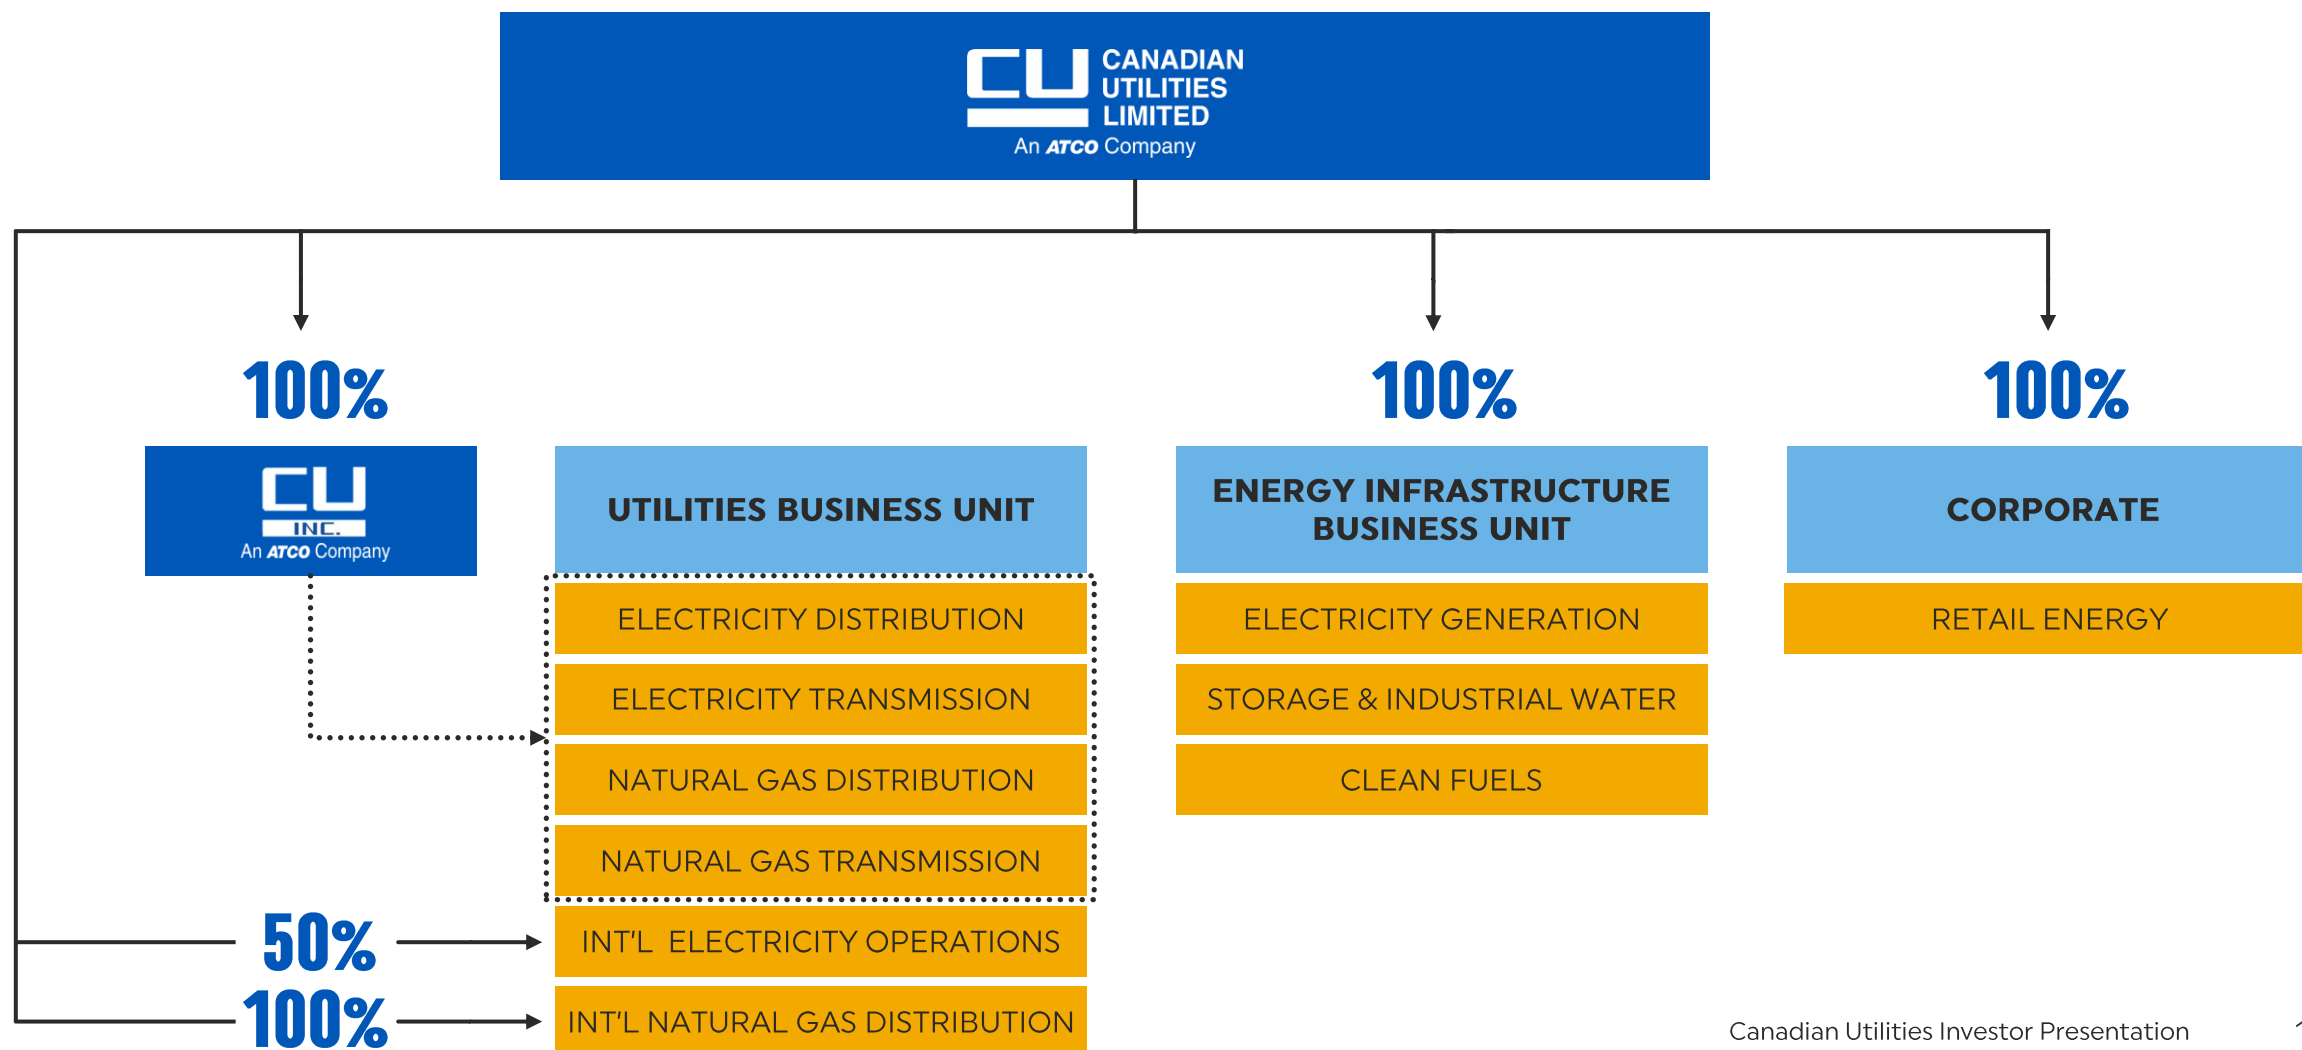 CU CANADIAN
UTILITIES
LIMITED
An ATCO Company
100%
100%
100%
CU
INC.
An ATCO Company
UTILITIES BUSINESS UNIT
ELECTRICITY DISTRIBUTION
ELECTRICITY TRANSMISSION
NATURAL GAS DISTRIBUTION
NATURAL GAS TRANSMISSION
50%
INT'L ELECTRICITY OPERATIONS
100%
INT'L NATURAL GAS DISTRIBUTION
ENERGY INFRASTRUCTURE
BUSINESS UNIT
ELECTRICITY GENERATION
STORAGE & INDUSTRIAL WATER
CLEAN FUELS
CORPORATE
RETAIL ENERGY
Canadian Utilities Investor Presentation